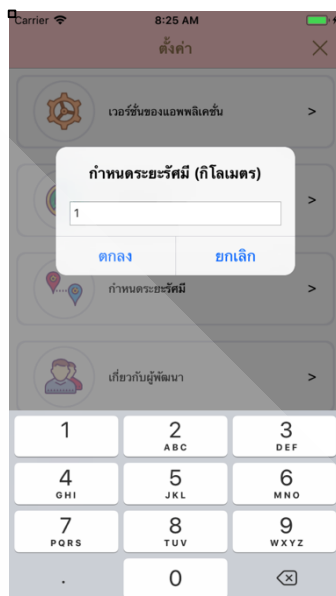 Carrier 8:25 AM
ตั้งค่า
เวอร์ชั่นของแอพพลิเคชั่น >
กำหนดระยะรัศมี (กิโลเมตร)
>
1
ตกลง ยกเลิก
กำหนดระยะรัศมี >
เกี่ยวกับผู้พัฒนา >
1 2 3
ABC DEF
4 5 6
GHI JKL MNO
7 8 9
PQRS TUV WXYZ
. 0